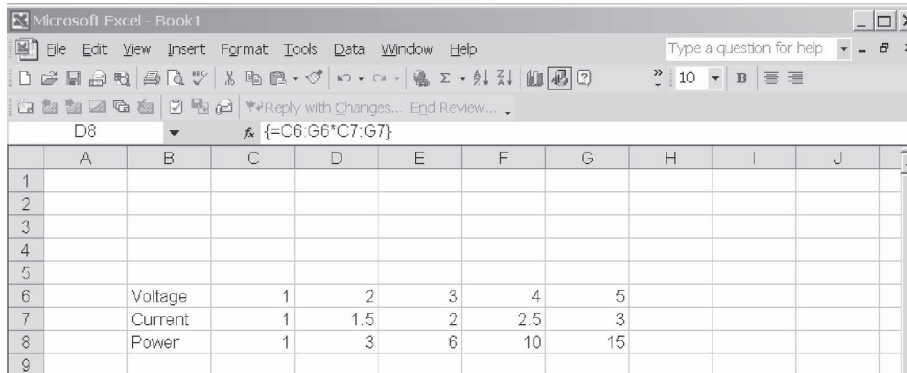 Microsoft Excel - Book1
File Edit View Insert Format Tools Data Window Help Type a question for help
10 B
Reply with Changes... End Review...
D8 fx {=C6:G6*C7:G7}
A B C D E F G H I J
1
2
3
4
5
6 Voltage 1 2 3 4 5
7 Current 1 1.5 2 2.5 3
8 Power 1 3 6 10 15
9